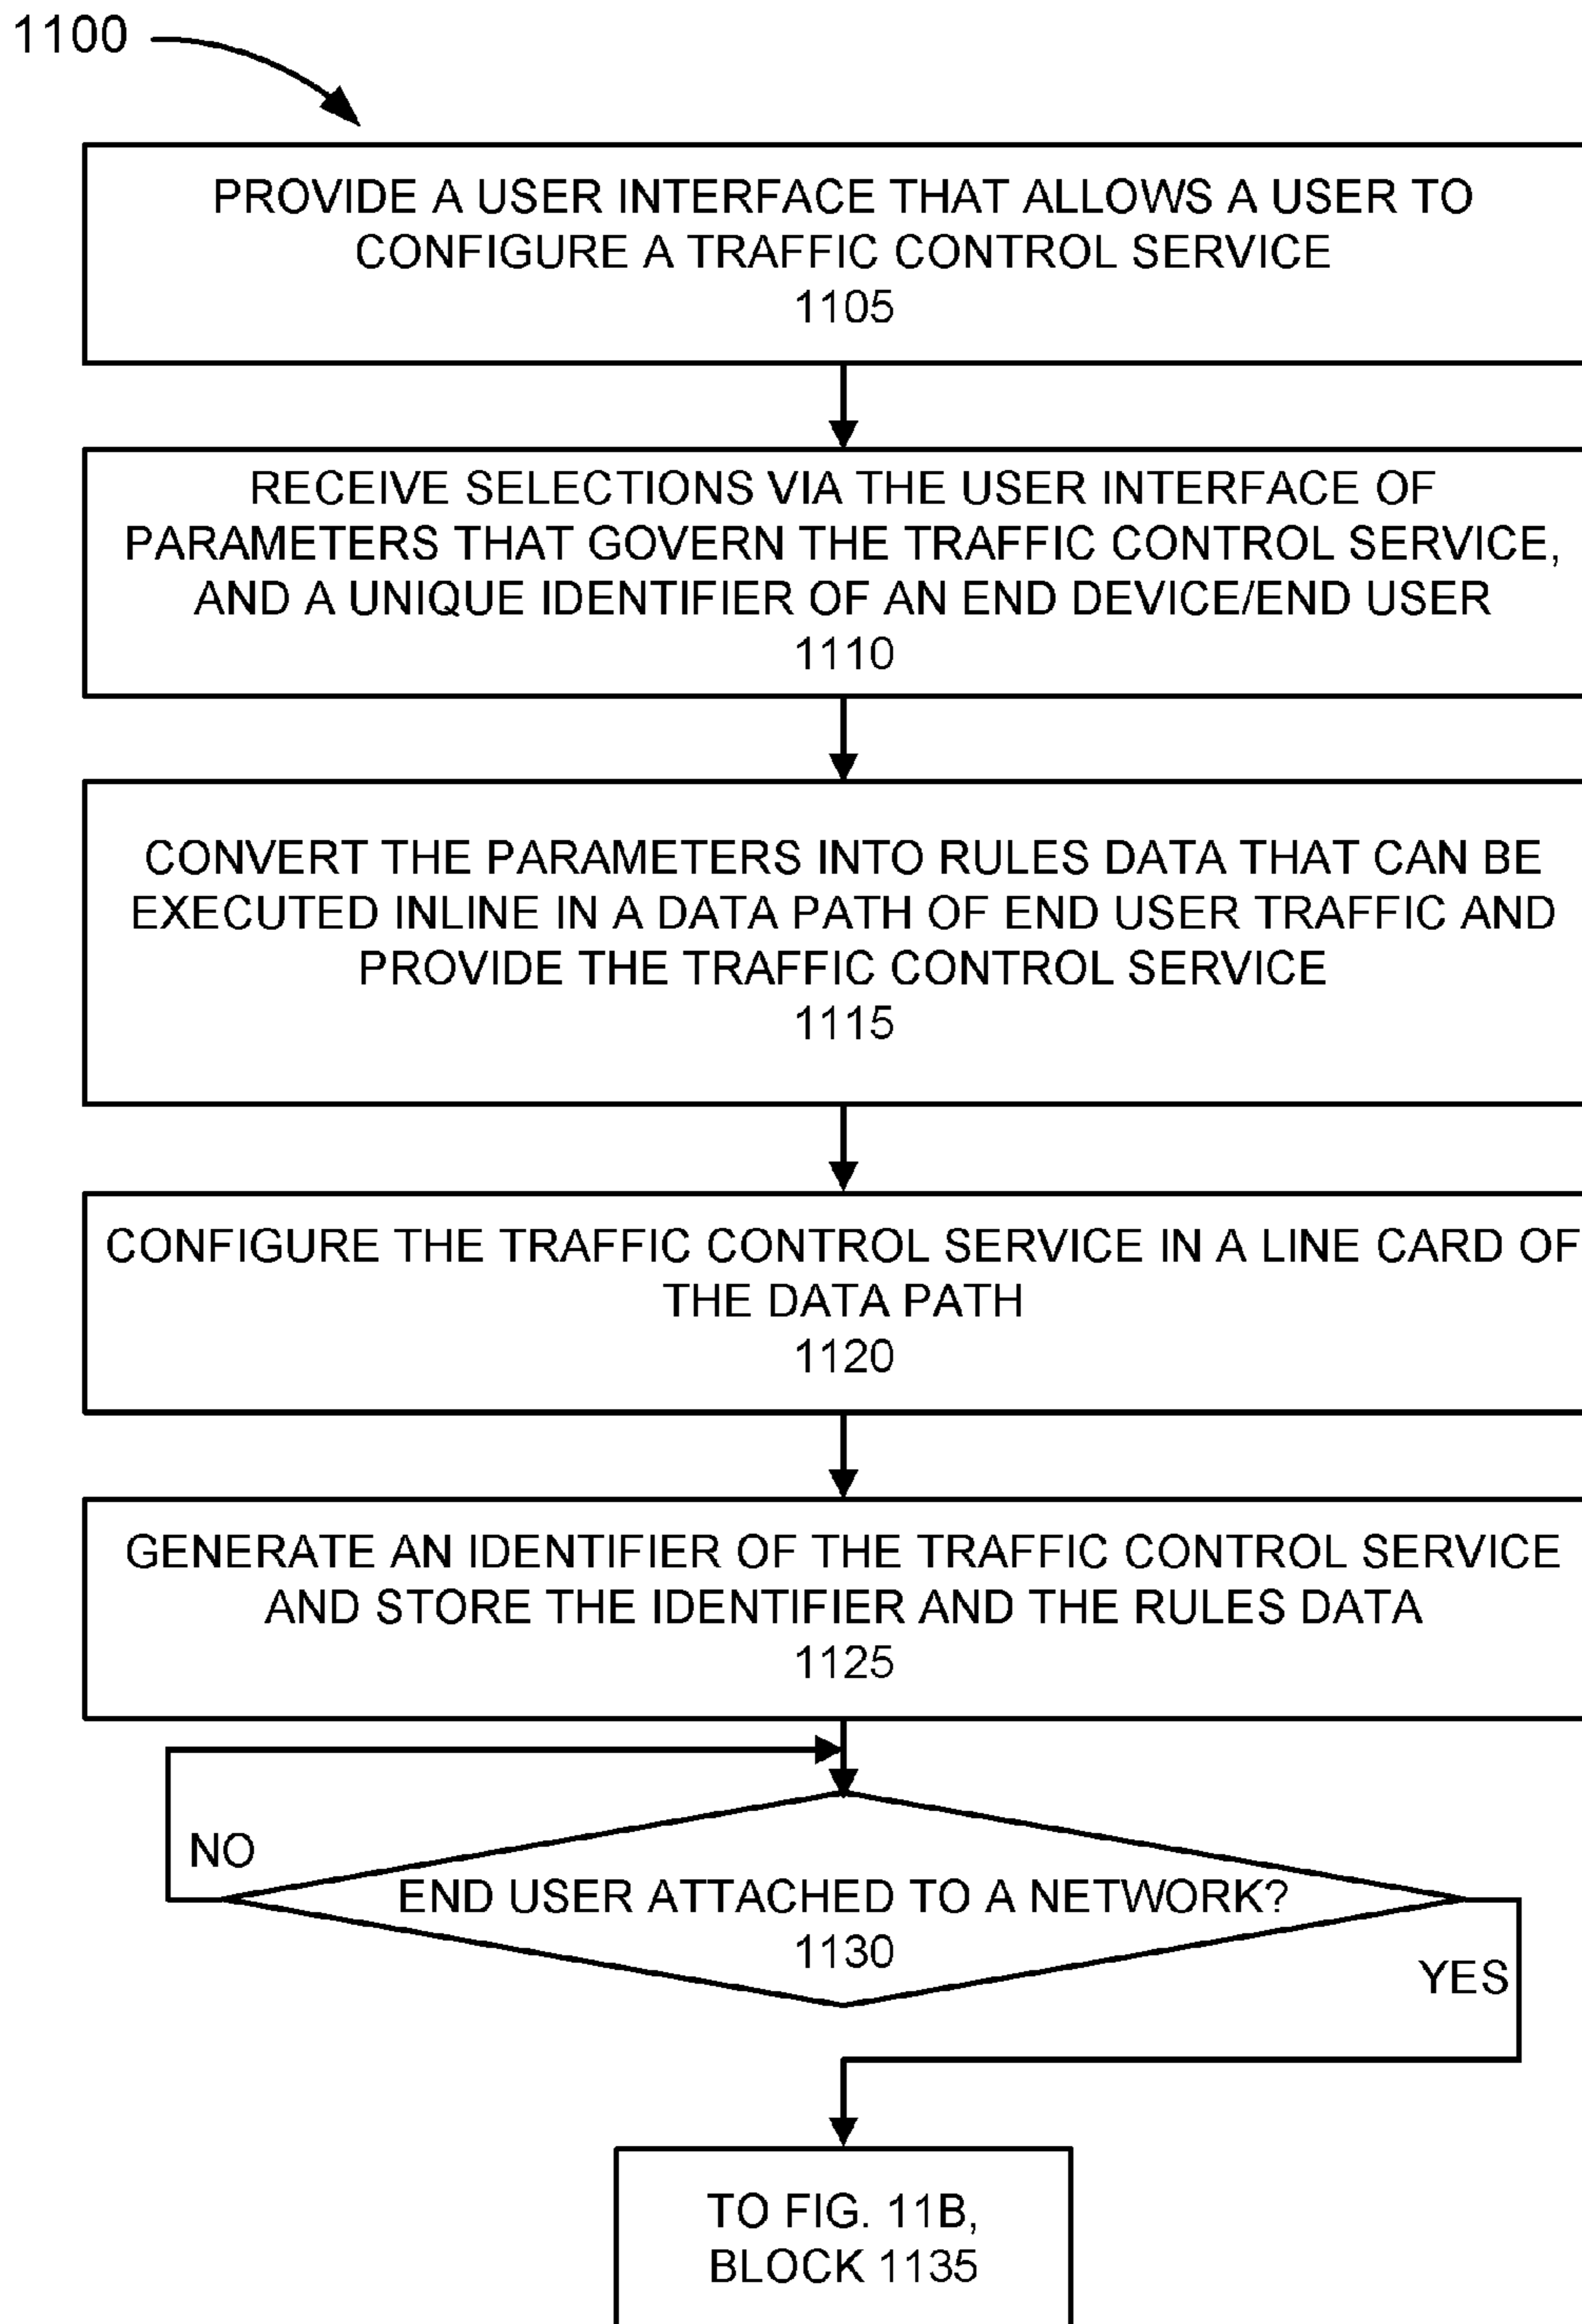 1100
PROVIDE A USER INTERFACE THAT ALLOWS A USER TO
CONFIGURE A TRAFFIC CONTROL SERVICE
1105
RECEIVE SELECTIONS VIA THE USER INTERFACE OF
PARAMETERS THAT GOVERN THE TRAFFIC CONTROL SERVICE,
AND A UNIQUE IDENTIFIER OF AN END DEVICE/END USER
1110
CONVERT THE PARAMETERS INTO RULES DATA THAT CAN BE
EXECUTED INLINE IN A DATA PATH OF END USER TRAFFIC AND
PROVIDE THE TRAFFIC CONTROL SERVICE
1115
CONFIGURE THE TRAFFIC CONTROL SERVICE IN A LINE CARD OF
THE DATA PATH
1120
GENERATE AN IDENTIFIER OF THE TRAFFIC CONTROL SERVICE
AND STORE THE IDENTIFIER AND THE RULES DATA
1125
NO
END USER ATTACHED TO A NETWORK?
1130
YES
TO FIG. 11B,
BLOCK 1135